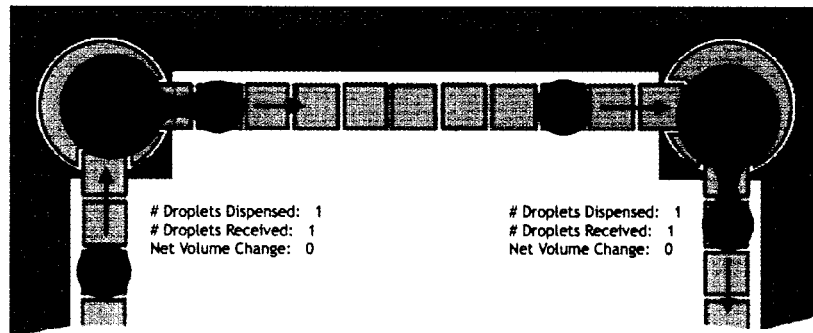 # Droplets Dispensed: 1
# Droplets Received: 1
Net Volume Change: 0
# Droplets Dispensed: 1
# Droplets Received: 1
Net Volume Change: 0